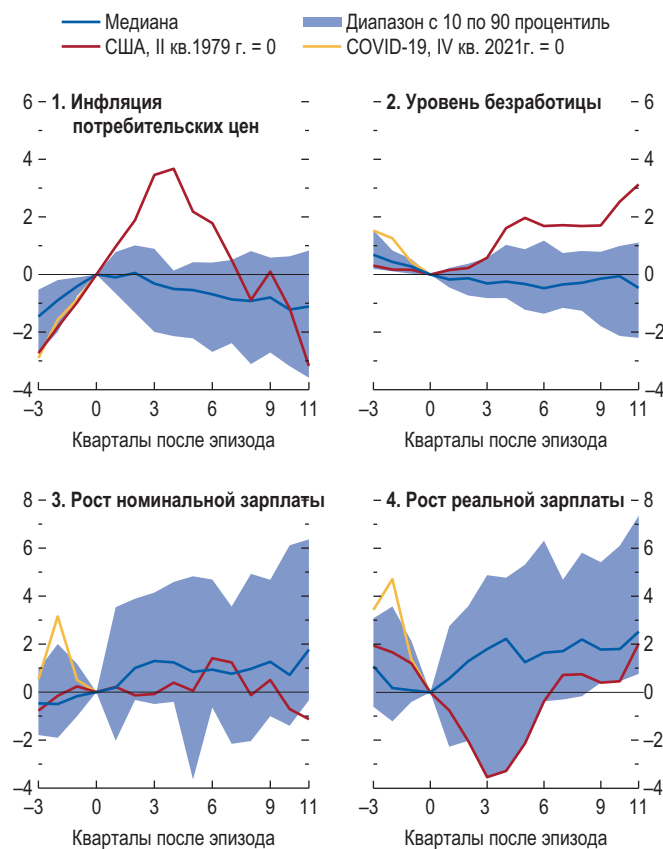 Медиана
Диапазон с 10 по 90 процентиль
США, II кв.1979 г. = 0
COVID-19, IV кв. 2021г. = 0
1. Инфляция
потребительских цен
6
4
2
0
–2
–4
–3 0 3 6 9 11
Кварталы после эпизода
2. Уровень безработицы
6
4
2
0
–2
–4
–3 0 3 6 9 11
Кварталы после эпизода
3. Рост номинальной зарплаты
8
6
4
2
0
–2
–4
–3 0 3 6 9 11
Кварталы после эпизода
4. Рост реальной зарплаты
8
6
4
2
0
–2
–4
–3 0 3 6 9 11
Кварталы после эпизода